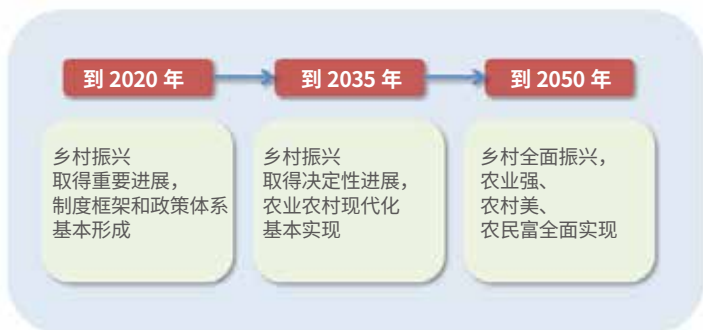 到 2020 年
到 2035 年
到 2050 年
乡村振兴
取得重要进展，
制度框架和政策体系
基本形成
乡村振兴
取得决定性进展，
农业农村现代化
基本实现
乡村全面振兴，
农业强、
农村美、
农民富全面实现